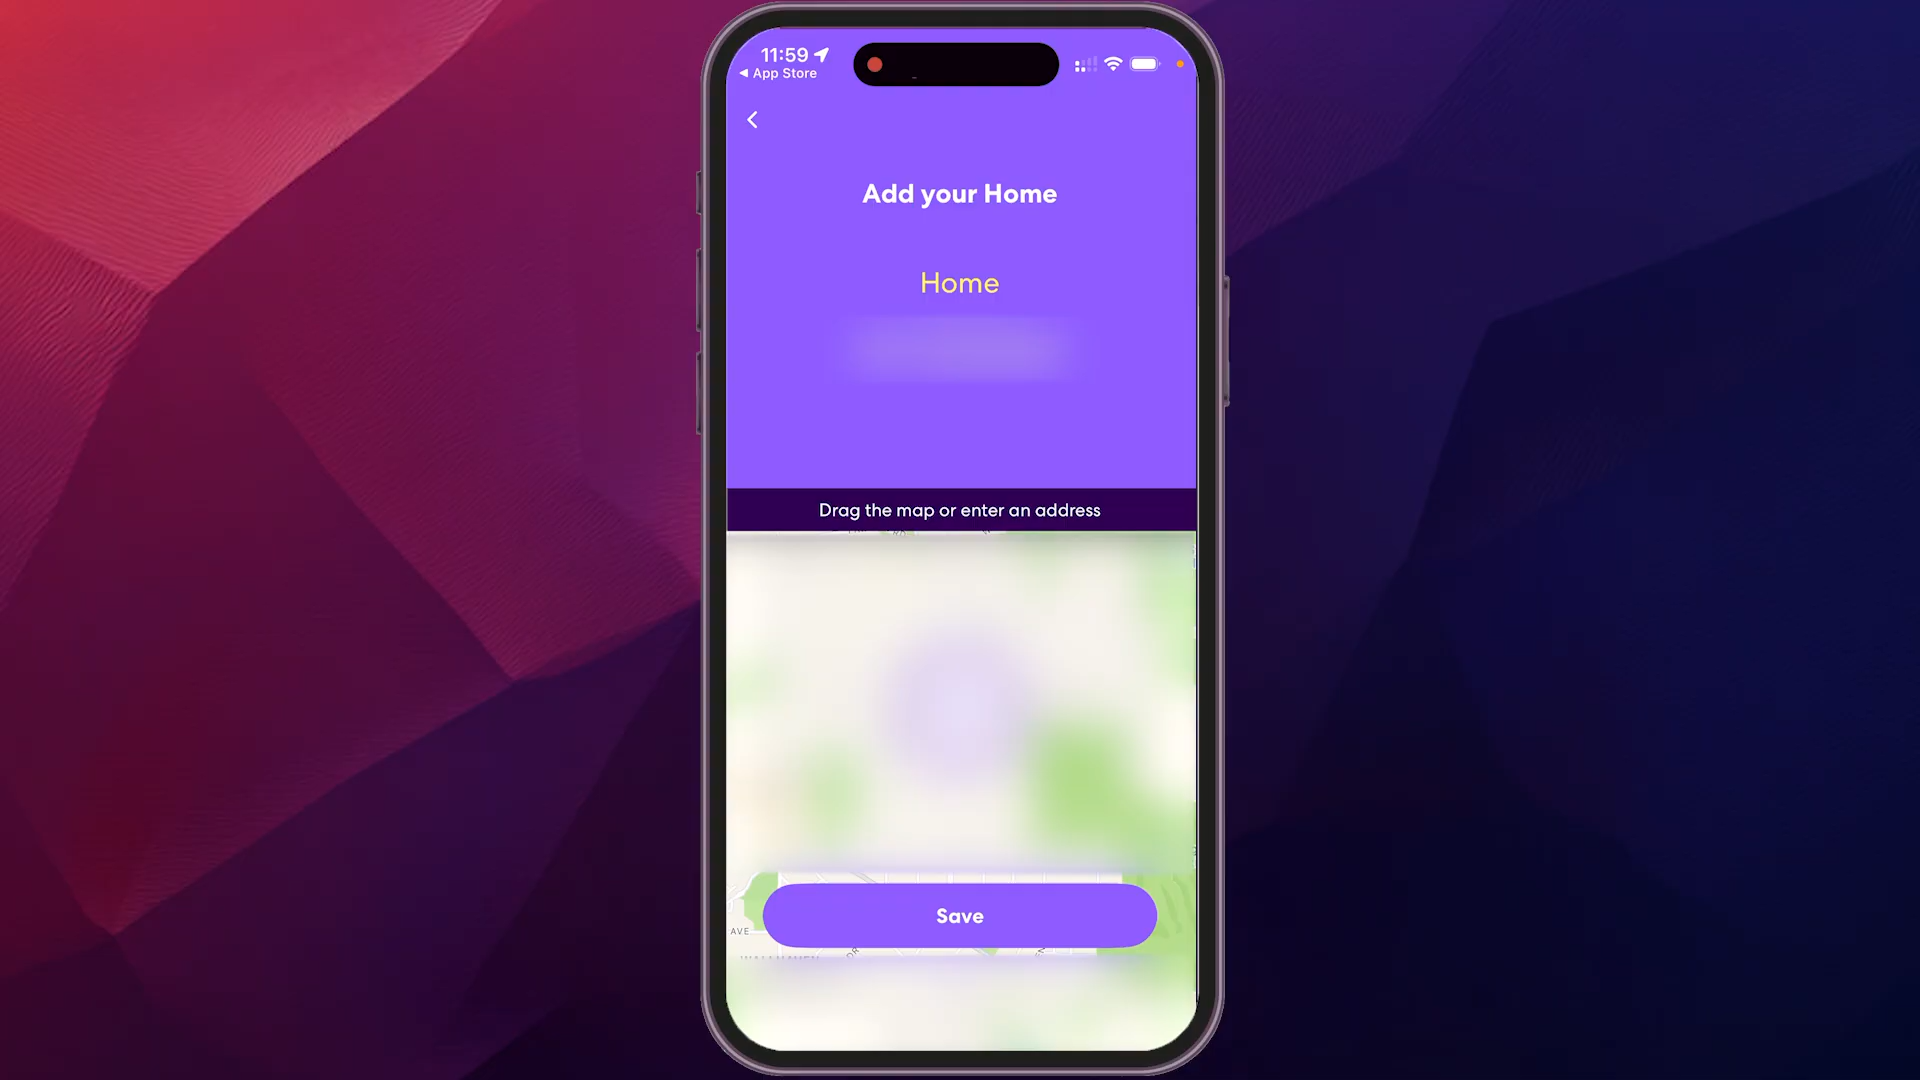 11:59
◀ App Store
Add your Home
Home
Drag the map or enter an address
Save
AVE